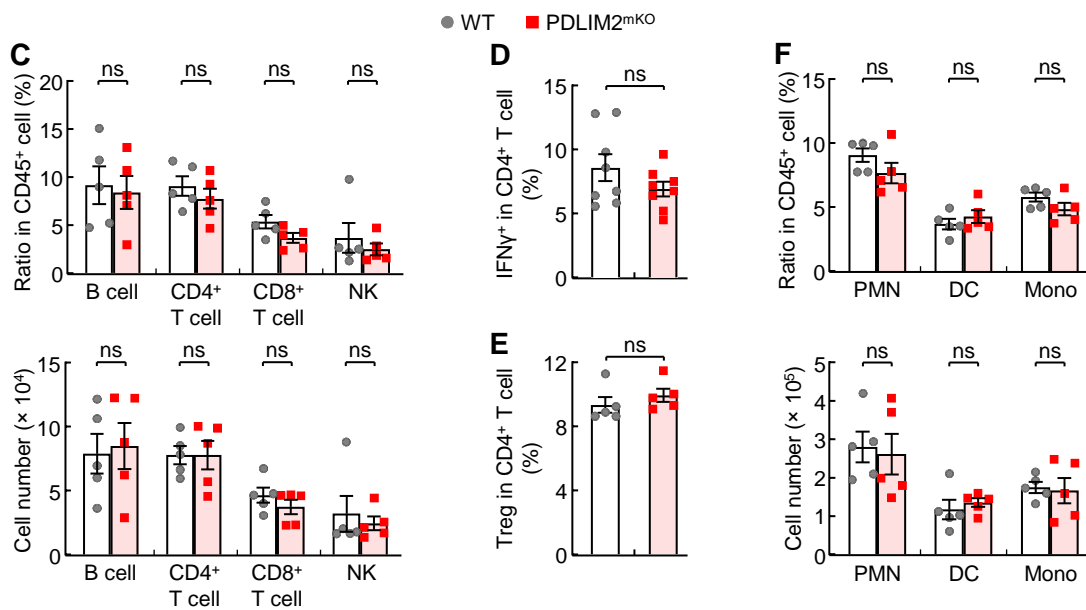 WT PDLIM2mKO
C
ns ns ns ns
Ratio in CD45+ cell (%)
20
15
10
5
0
B cell CD4+ CD8+ NK
T cell T cell
ns ns ns ns
Cell number (× 10⁴)
15
10
5
0
B cell CD4+ CD8+ NK
T cell T cell
D
ns
IFNγ+ in CD4+ T cell
(%)
15
10
5
0
E
ns
Treg in CD4+ T cell
(%)
12
9
6
3
0
F
ns ns ns
Ratio in CD45+ cell (%)
15
10
5
0
PMN DC Mono
ns ns ns
Cell number (× 10⁵)
5
4
3
2
1
0
PMN DC Mono